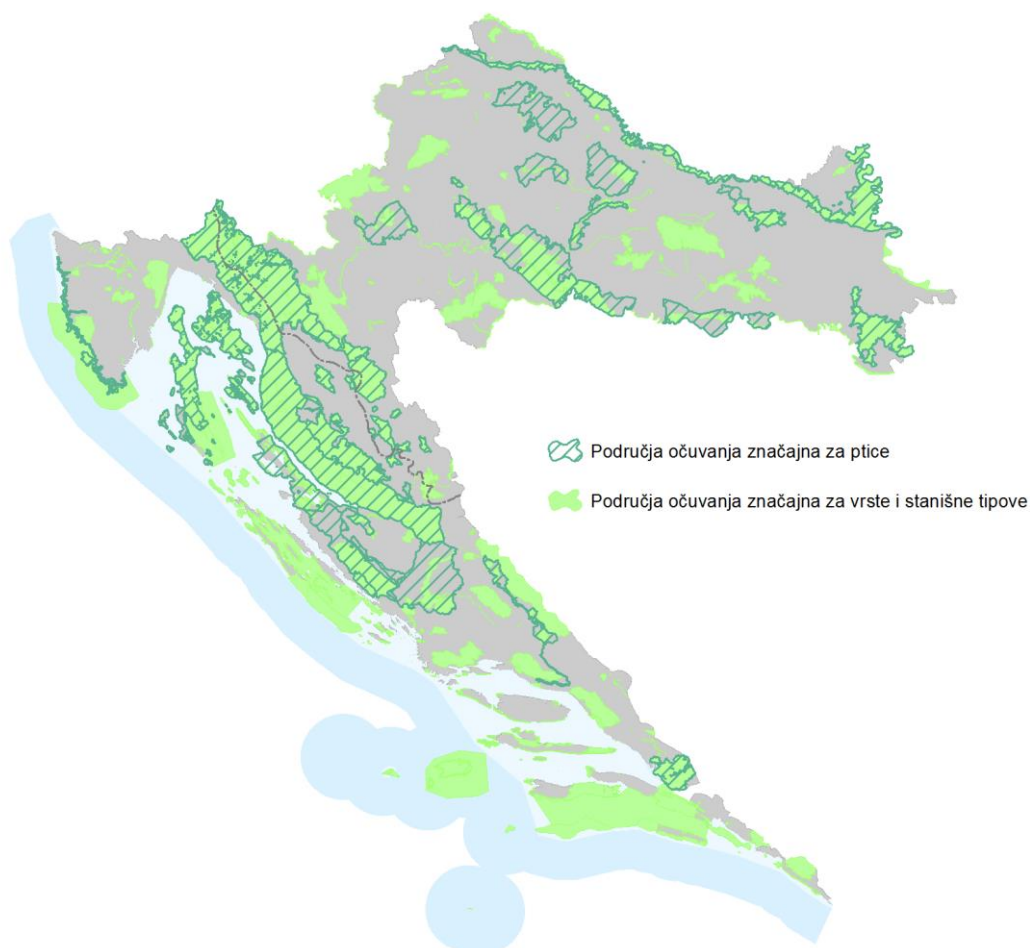 Područja očuvanja značajna za ptice
Područja očuvanja značajna za vrste i stanišne tipove